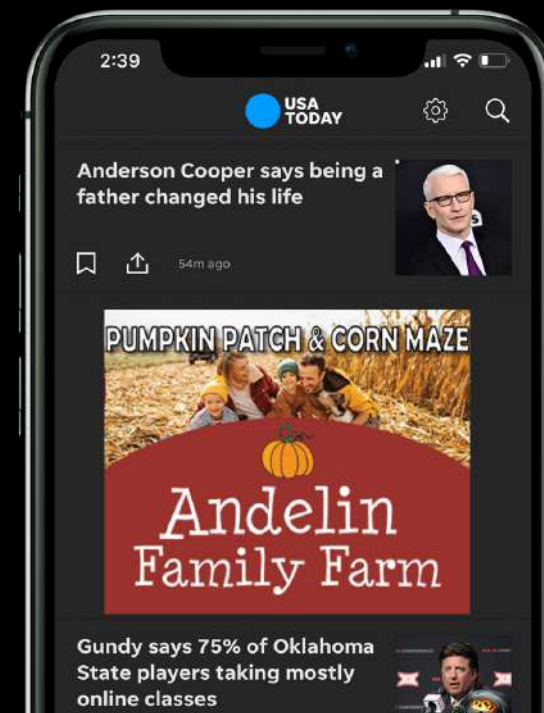 2:39
USA
TODAY
Anderson Cooper says being a
father changed his life
54m ago
PUMPKIN PATCH & CORN MAZE
Andelin
Family Farm
Gundy says 75% of Oklahoma
State players taking mostly
online classes